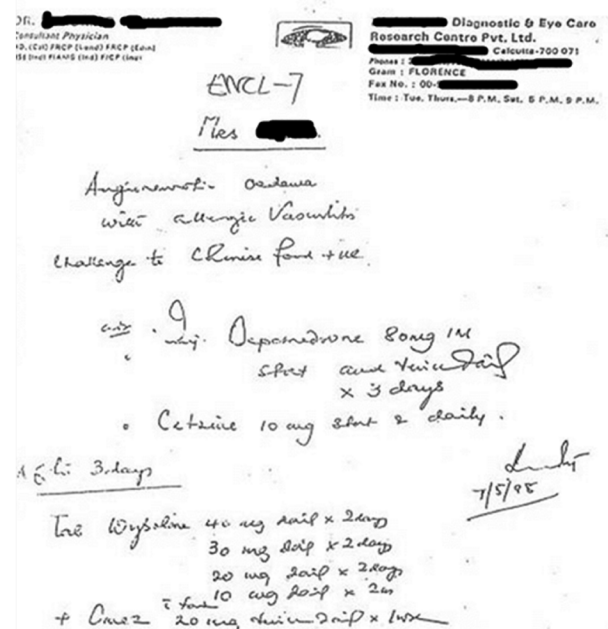 DR.
Consultant Physician
Diagnostic & Eye Care
Research Centre Pvt. Ltd.
Calcutta-700 071
Phones :
Gram : FLORENCE
Fax No. : 00-
Time : Tue, Thurs.—8 P.M. Sat. 5 P.M. 9 P.M.
ENCL-7
Mrs
Angioneurotic Oedema
with allergic Vasculitis
Challenge to Chinese food +ve
Inj. Depomedrone 80mg IM
stat and twice daily
x 3 days
• Cetzine 10 mg stat & daily.
3 days
7/5/98
Tab Wysolone 40 mg daily x 2 days
30 mg daily x 2 days
20 mg daily x 2 days
10 mg daily x
+ 20 mg twice daily x